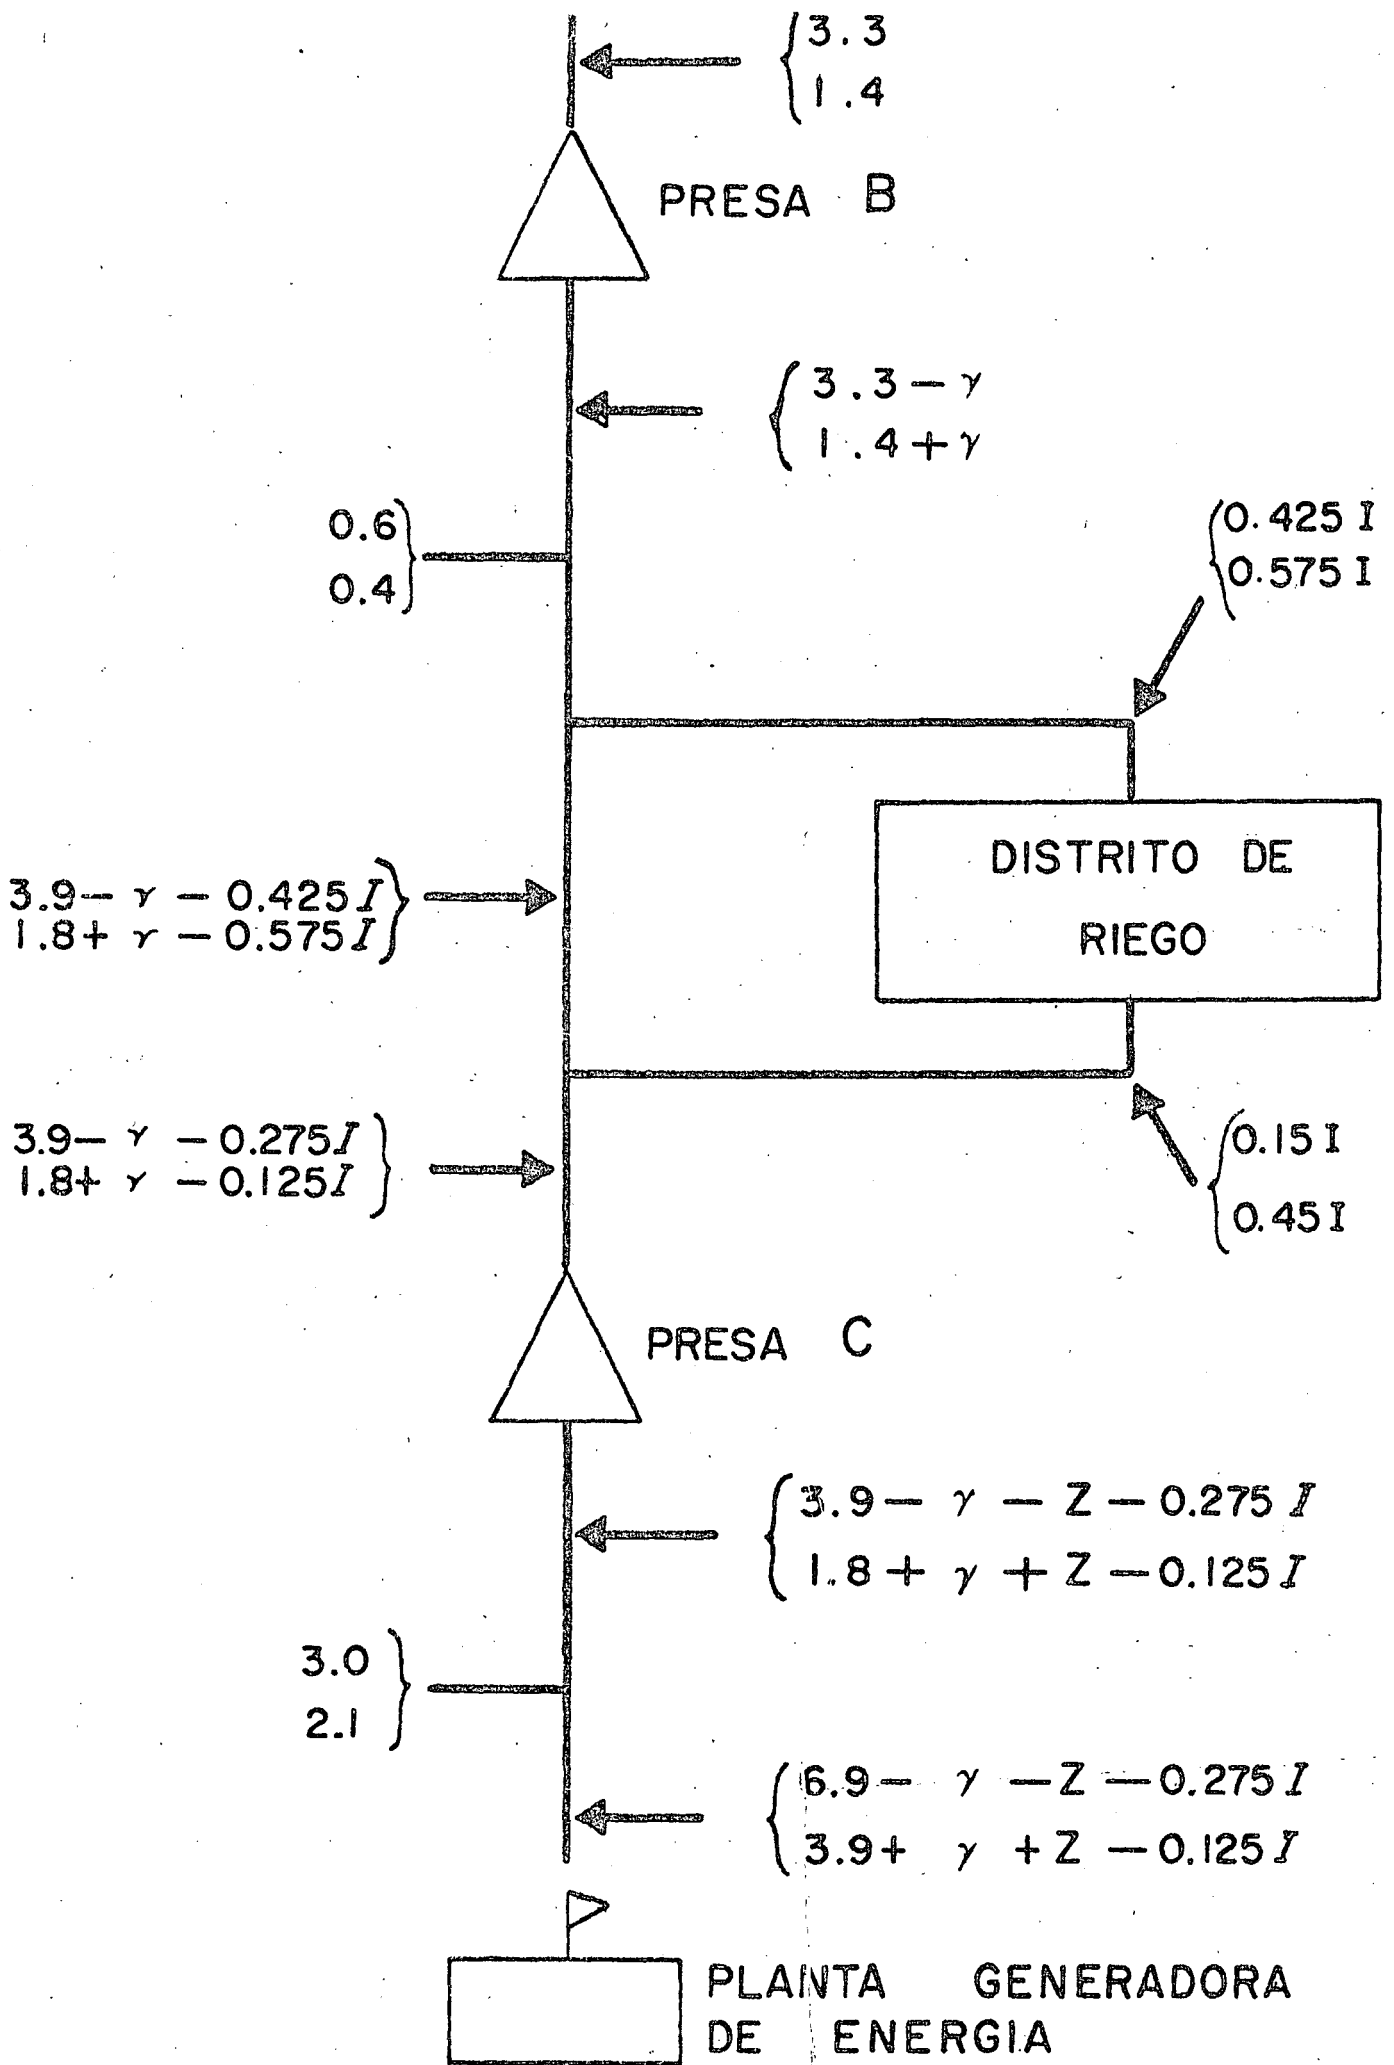 3.3
1.4
PRESA B
3.3 – γ
1.4 + γ
0.6
0.4
0.425 I
0.575 I
DISTRITO DE
RIEGO
3.9 – γ – 0.425 I
1.8 + γ – 0.575 I
3.9 – γ – 0.275 I
1.8 + γ – 0.125 I
0.15 I
0.45 I
PRESA C
3.9 – γ – Z – 0.275 I
1.8 + γ + Z – 0.125 I
3.0
2.1
6.9 – γ – Z – 0.275 I
3.9 + γ + Z – 0.125 I
PLANTA GENERADORA
DE ENERGIA